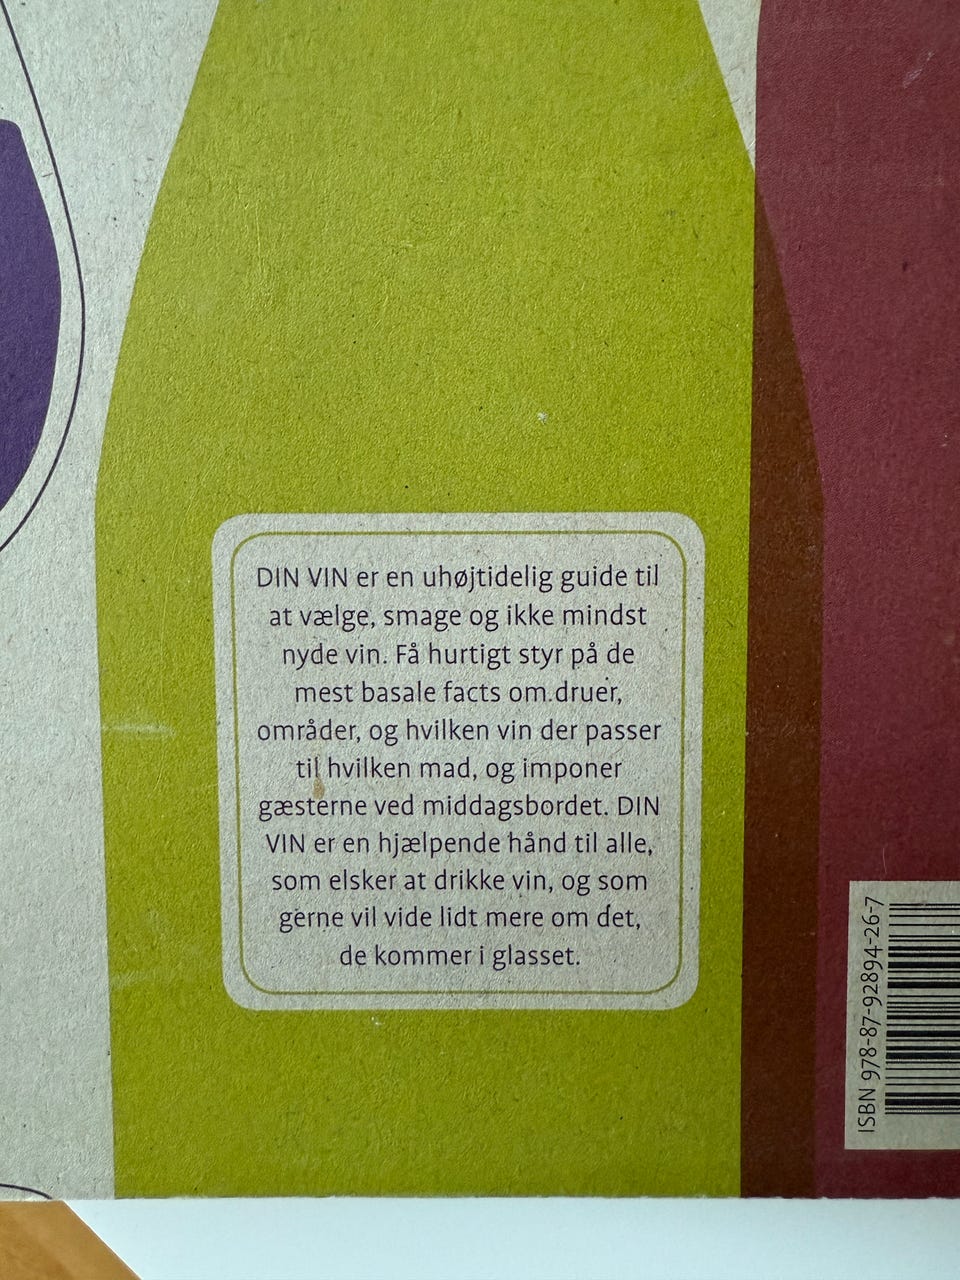 DIN VIN er en uhøjtidelig guide til
at vælge, smage og ikke mindst
nyde vin. Få hurtigt styr på de
mest basale facts om druer,
områder, og hvilken vin der passer
til hvilken mad, og imponer
gæsterne ved middagsbordet. DIN
VIN er en hjælpende hånd til alle,
som elsker at drikke vin, og som
gerne vil vide lidt mere om det,
de kommer i glasset.
ISBN 978-87-92894-26-7